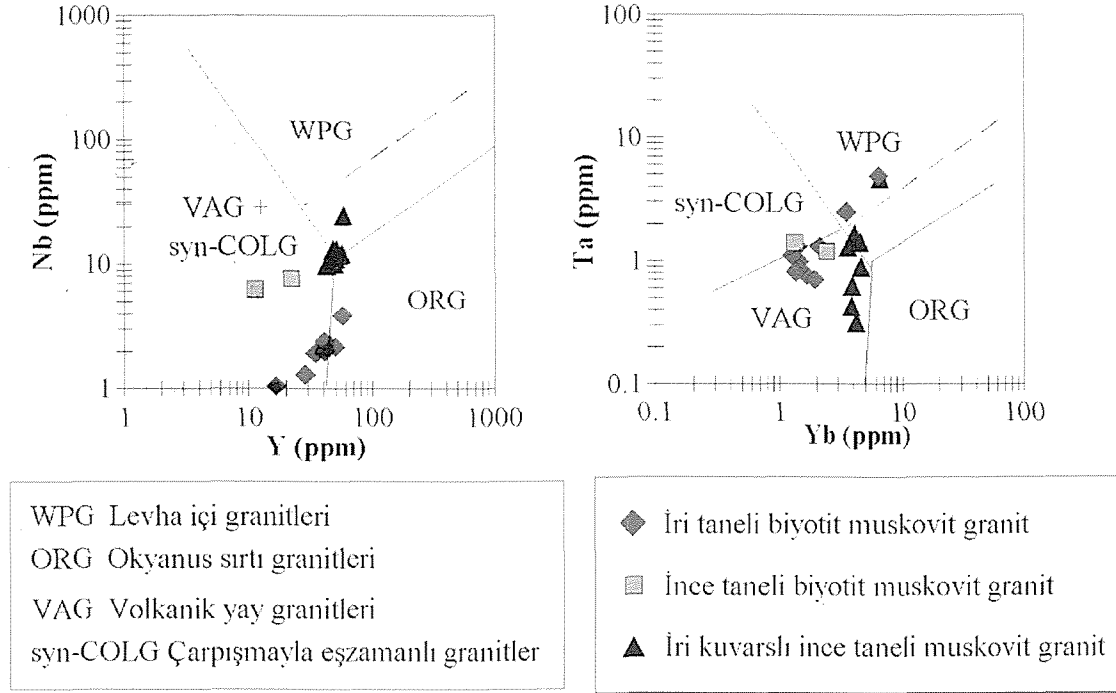 1000
100
10
1
Nb (ppm)
WPG
VAG +
syn-COLG
ORG
1
10
100
1000
Y (ppm)
100
10
1
0.1
Ta (ppm)
WPG
syn-COLG
VAG
ORG
0.1
1
10
100
Yb (ppm)
WPG Levha içi granitleri
ORG Okyanus sırtı granitleri
VAG Volkanik yay granitleri
syn-COLG Çarpışmayla eşzamanlı granitler
İri taneli biyotit muskovit granit
İnce taneli biyotit muskovit granit
İri kuvarslı ince taneli muskovit granit